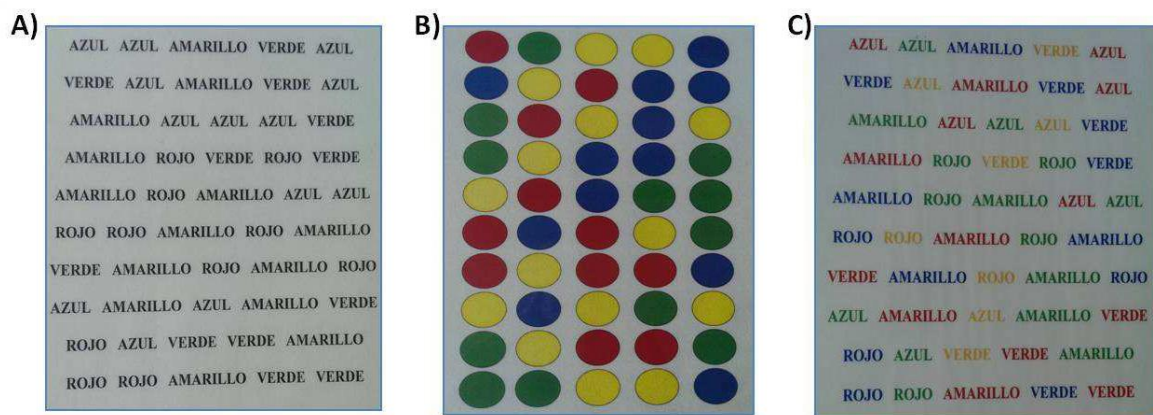 A)
AZUL AZUL AMARILLO VERDE AZUL
VERDE AZUL AMARILLO VERDE AZUL
AMARILLO AZUL AZUL AZUL VERDE
AMARILLO ROJO VERDE ROJO VERDE
AMARILLO ROJO AMARILLO AZUL AZUL
ROJO ROJO AMARILLO ROJO AMARILLO
VERDE AMARILLO ROJO AMARILLO ROJO
AZUL AMARILLO AZUL AMARILLO VERDE
ROJO AZUL VERDE VERDE AMARILLO
ROJO ROJO AMARILLO VERDE VERDE
B)
C)
AZUL AZUL AMARILLO VERDE AZUL
VERDE AZUL AMARILLO VERDE AZUL
AMARILLO AZUL AZUL AZUL VERDE
AMARILLO ROJO VERDE ROJO VERDE
AMARILLO ROJO AMARILLO AZUL AZUL
ROJO ROJO AMARILLO ROJO AMARILLO
VERDE AMARILLO ROJO AMARILLO ROJO
AZUL AMARILLO AZUL AMARILLO VERDE
ROJO AZUL VERDE VERDE AMARILLO
ROJO ROJO AMARILLO VERDE VERDE